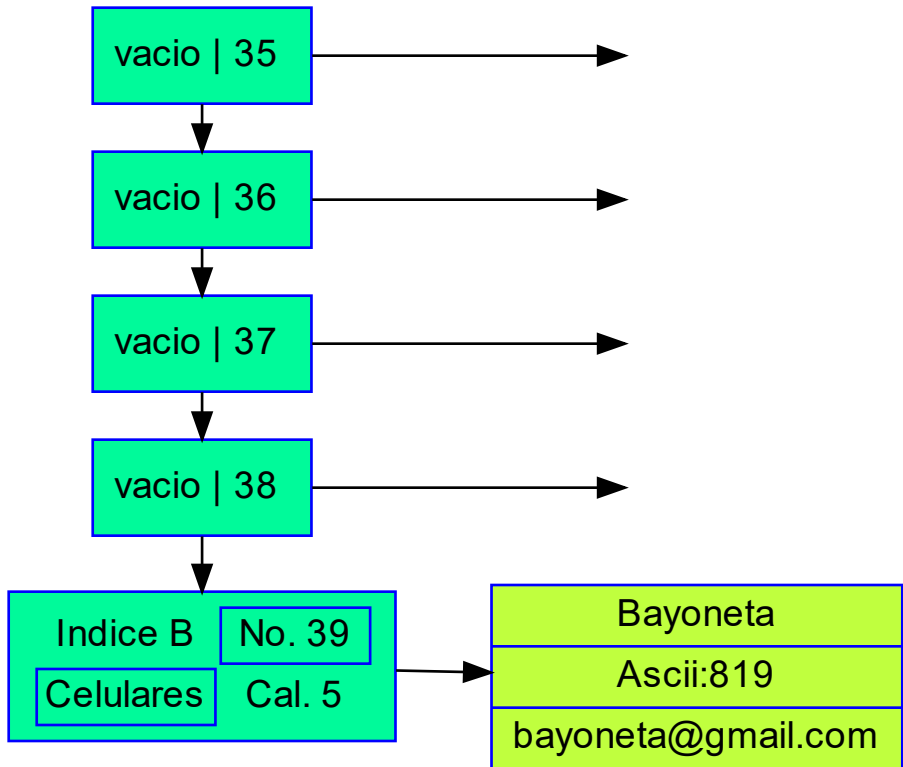 vacio | 35
vacio | 36
vacio | 37
vacio | 38
Indice B No. 39
Celulares Cal. 5
Bayoneta
Ascii:819
bayoneta@gmail.com